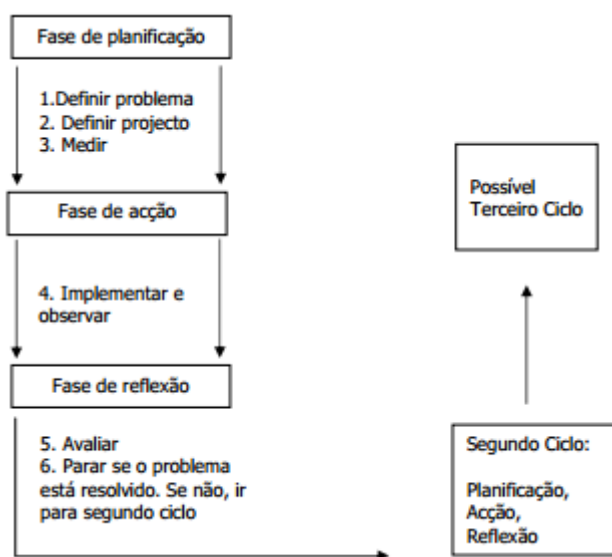 Fase de planificação
1.Definir problema
2. Definir projecto
3. Medir
Fase de acção
4. Implementar e
observar
Fase de reflexão
5. Avaliar
6. Parar se o problema
está resolvido. Se não, ir
para segundo ciclo
Possível
Terceiro Ciclo
Segundo Ciclo:
Planificação,
Acção,
Reflexão